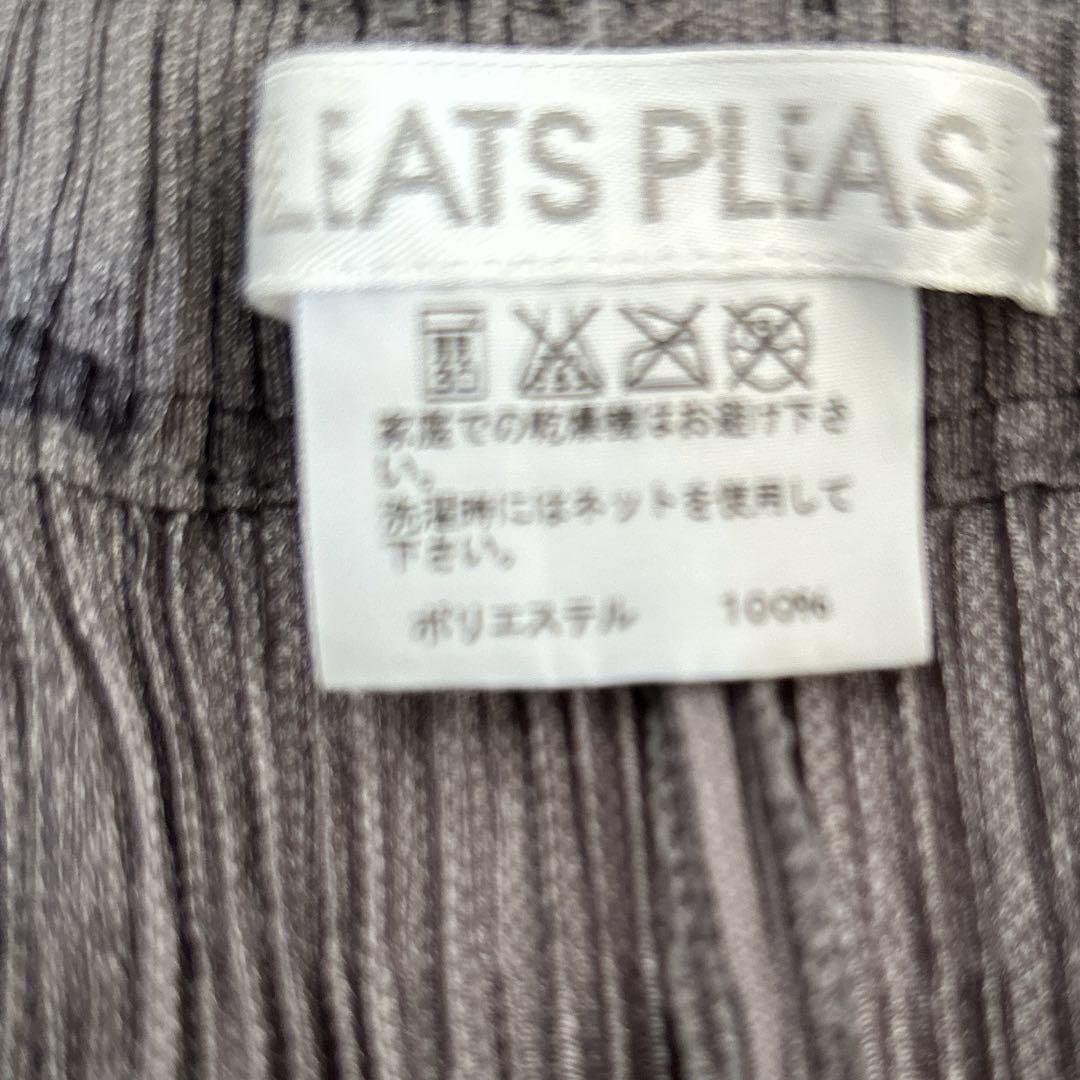 LEATS PLEAS
家庭での乾燥機はお避け下さ
い。
洗濯時にはネットを使用して
下さい。
ポリエステル 100%